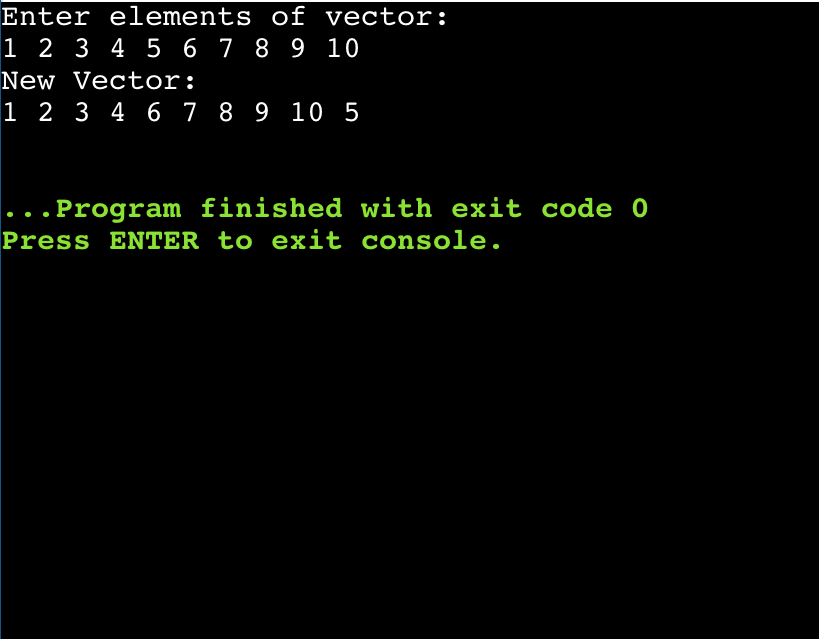 Enter elements of vector:
1 2 3 4 5 6 7 8 9 10
New Vector:
1 2 3 4 6 7 8 9 10 5
...Program finished with exit code 0
Press ENTER to exit console.